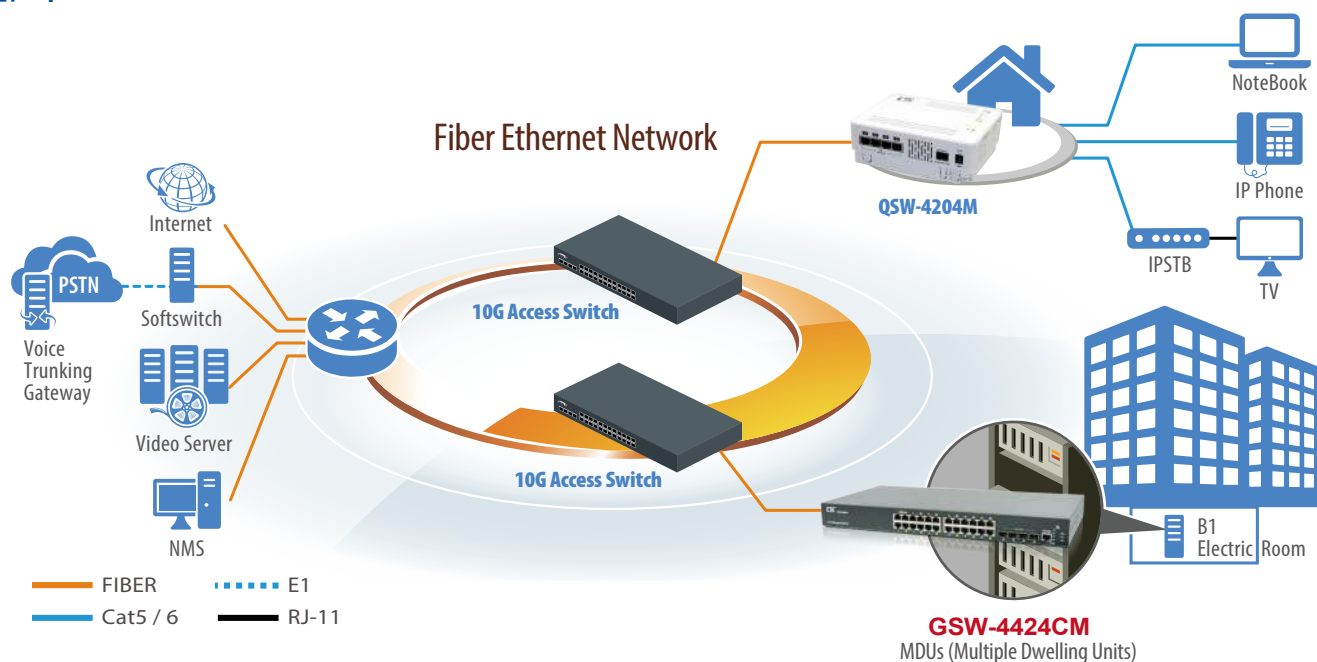 Fiber Ethernet Network
NoteBook
IP Phone
QSW-4204M
IPSTB
TV
Internet
PSTN
Softswitch
Voice
Trunking
Gateway
Video Server
NMS
10G Access Switch
10G Access Switch
B1
Electric Room
FIBER
E1
Cat5 / 6
RJ-11
GSW-4424CM
MDUs (Multiple Dwelling Units)